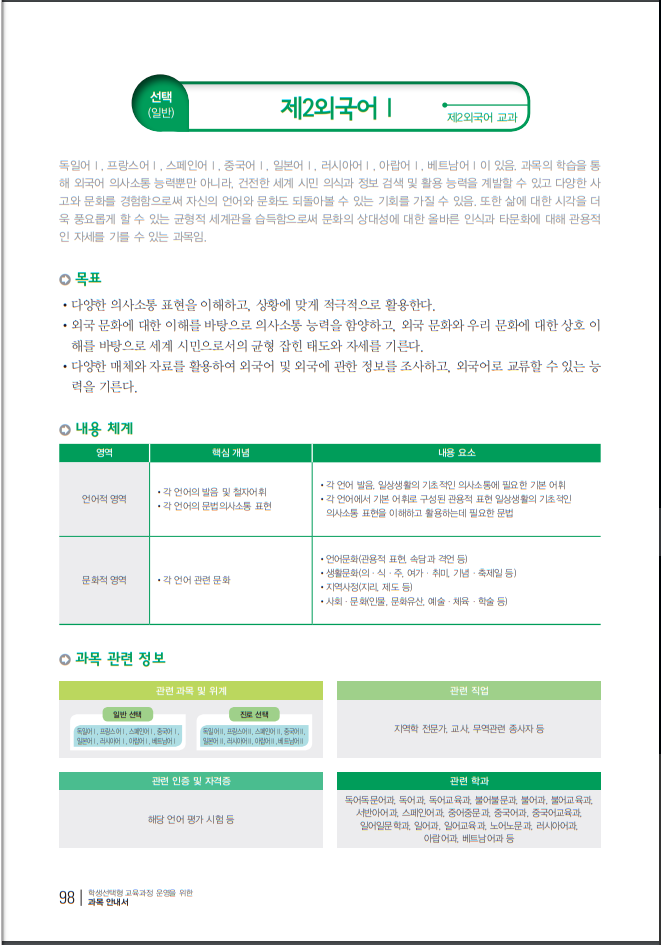 선택
(일반)
제2외국어Ⅰ
제2외국어 교과
독일어Ⅰ, 프랑스어Ⅰ, 스페인어Ⅰ, 중국어Ⅰ, 일본어Ⅰ, 러시아어Ⅰ, 아랍어Ⅰ, 베트남어Ⅰ이 있음. 과목의 학습을 통
해 외국어 의사소통 능력뿐만 아니라, 건전한 세계 시민 의식과 정보 검색 및 활용 능력을 계발할 수 있고 다양한 사
고와 문화를 경험함으로써 자신의 언어와 문화도 되돌아볼 수 있는 기회를 가질 수 있음. 또한 삶에 대한 시각을 더
욱 풍요롭게 할 수 있는 균형적 세계관을 습득함으로써 문화의 상대성에 대한 올바른 인식과 타문화에 대해 관용적
인 자세를 기를 수 있는 과목임.
목표
• 다양한 의사소통 표현을 이해하고, 상황에 맞게 적극적으로 활용한다.
• 외국 문화에 대한 이해를 바탕으로 의사소통 능력을 함양하고, 외국 문화와 우리 문화에 대한 상호 이
해를 바탕으로 세계 시민으로서의 균형 잡힌 태도와 자세를 기른다.
• 다양한 매체와 자료를 활용하여 외국어 및 외국에 관한 정보를 조사하고, 외국어로 교류할 수 있는 능
력을 기른다.
내용 체계
영역 핵심 개념 내용 요소
언어적 영역
• 각 언어의 발음 및 철자어휘
• 각 언어의 문법의사소통 표현
• 각 언어 발음, 일상생활의 기초적인 의사소통에 필요한 기본 어휘
• 각 언어에서 기본 어휘로 구성된 관용적 표현 일상생활의 기초적인
의사소통 표현을 이해하고 활용하는데 필요한 문법
문화적 영역
• 각 언어 관련 문화
• 언어문화(관용적 표현, 속담과 격언 등)
• 생활문화(의 · 식 · 주, 여가 · 취미, 기념 · 축제일 등)
• 지역사정(지리, 제도 등)
• 사회 · 문화(인물, 문화유산, 예술 · 체육 · 학술 등)
과목 관련 정보
관련 과목 및 위계
일반 선택
독일어Ⅰ, 프랑스어Ⅰ, 스페인어Ⅰ, 중국어Ⅰ,
일본어Ⅰ, 러시아어Ⅰ, 아랍어Ⅰ, 베트남어Ⅰ
진로 선택
독일어Ⅱ, 프랑스어Ⅱ, 스페인어Ⅱ, 중국어Ⅱ,
일본어Ⅱ, 러시아어Ⅱ, 아랍어Ⅱ, 베트남어Ⅱ
관련 직업
지역학 전문가, 교사, 무역관련 종사자 등
관련 인증 및 자격증
해당 언어 평가 시험 등
관련 학과
독어독문어과, 독어과, 독어교육과, 불어불문과, 불어과, 불어교육과,
서반아어과, 스페인어과, 중어중문과, 중국어과, 중국어교육과,
일어일문학과, 일어과, 일어교육과, 노어노문과, 러시아어과,
아랍어과, 베트남어과 등
98
학생선택형 교육과정 운영을 위한
과목 안내서